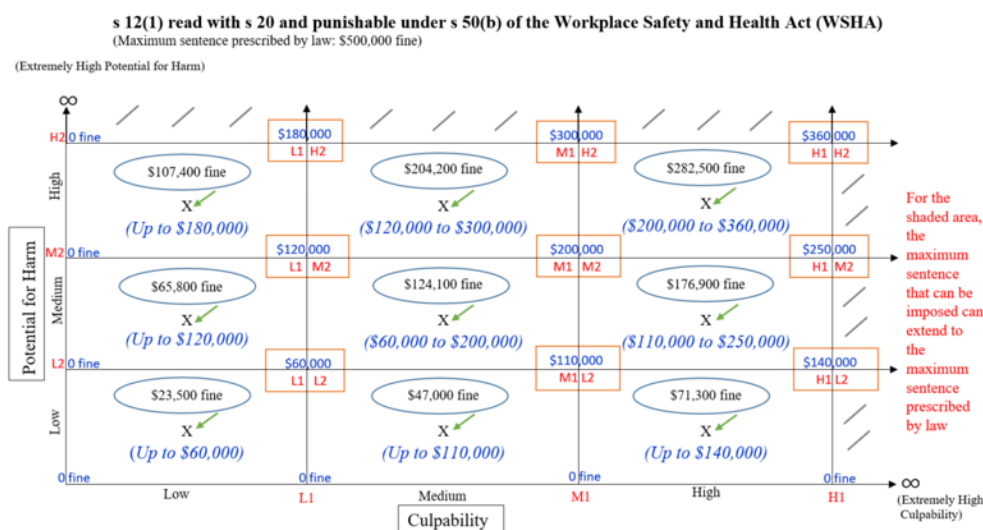 s 12(1) read with s 20 and punishable under s 50(b) of the Workplace Safety and Health Act (WSHA)
(Maximum sentence prescribed by law: $500,000 fine)
(Extremely High Potential for Harm)
∞
H2 0 fine $180,000 $300,000 $360,000
L1 H2 M1 H2 H1 H2
$107,400 fine $204,200 fine $282,500 fine
High
X X X
(Up to $180,000) ($120,000 to $300,000) ($200,000 to $360,000)
M2 0 fine $120,000 $200,000 $250,000
L1 M2 M1 M2 H1 M2
$65,800 fine $124,100 fine $176,900 fine
Potential for Harm
Medium
X X X
(Up to $120,000) ($60,000 to $200,000) ($110,000 to $250,000)
L2 0 fine $60,000 $110,000 $140,000
L1 L2 M1 L2 H1 L2
$23,500 fine $47,000 fine $71,300 fine
Low
X X X
(Up to $60,000) (Up to $110,000) (Up to $140,000)
0 fine 0 fine 0 fine 0 fine
Low L1 Medium M1 High H1
∞
(Extremely High
Culpability)
Culpability
For the
shaded area,
the
maximum
sentence
that can be
imposed can
extend to
the
maximum
sentence
prescribed
by law